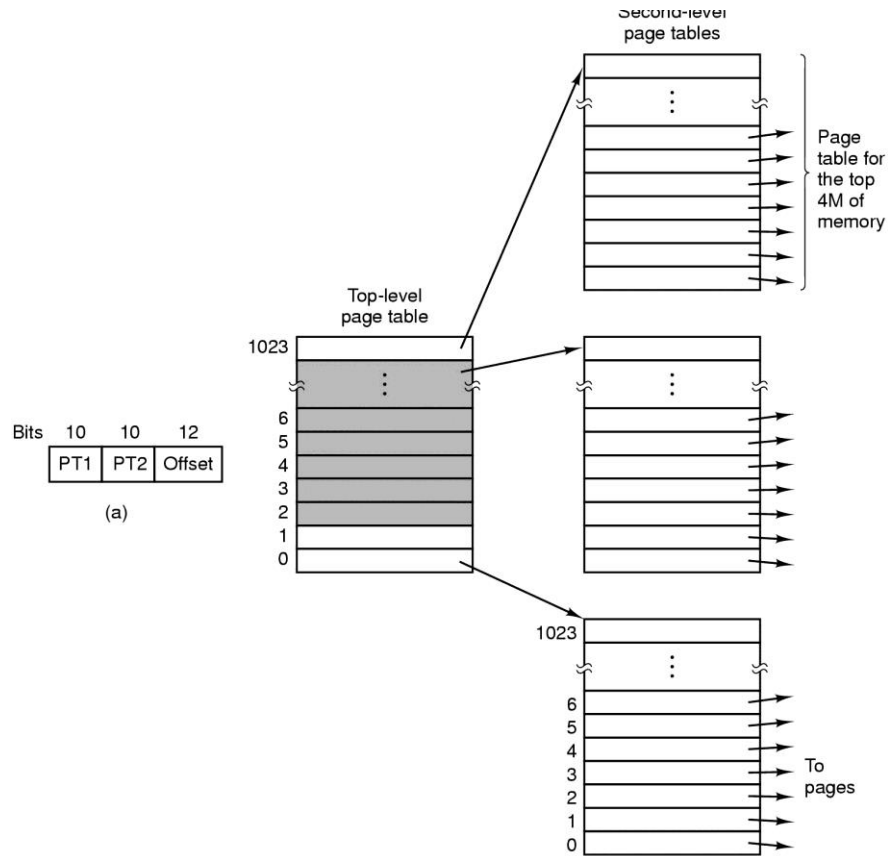 Second-level
page tables
Page
table for
the top
4M of
memory
Top-level
page table
1023
6
5
4
3
2
1
0
Bits 10 10 12
PT1 PT2 Offset
(a)
1023
6
5
4
3
2
1
0
To
pages